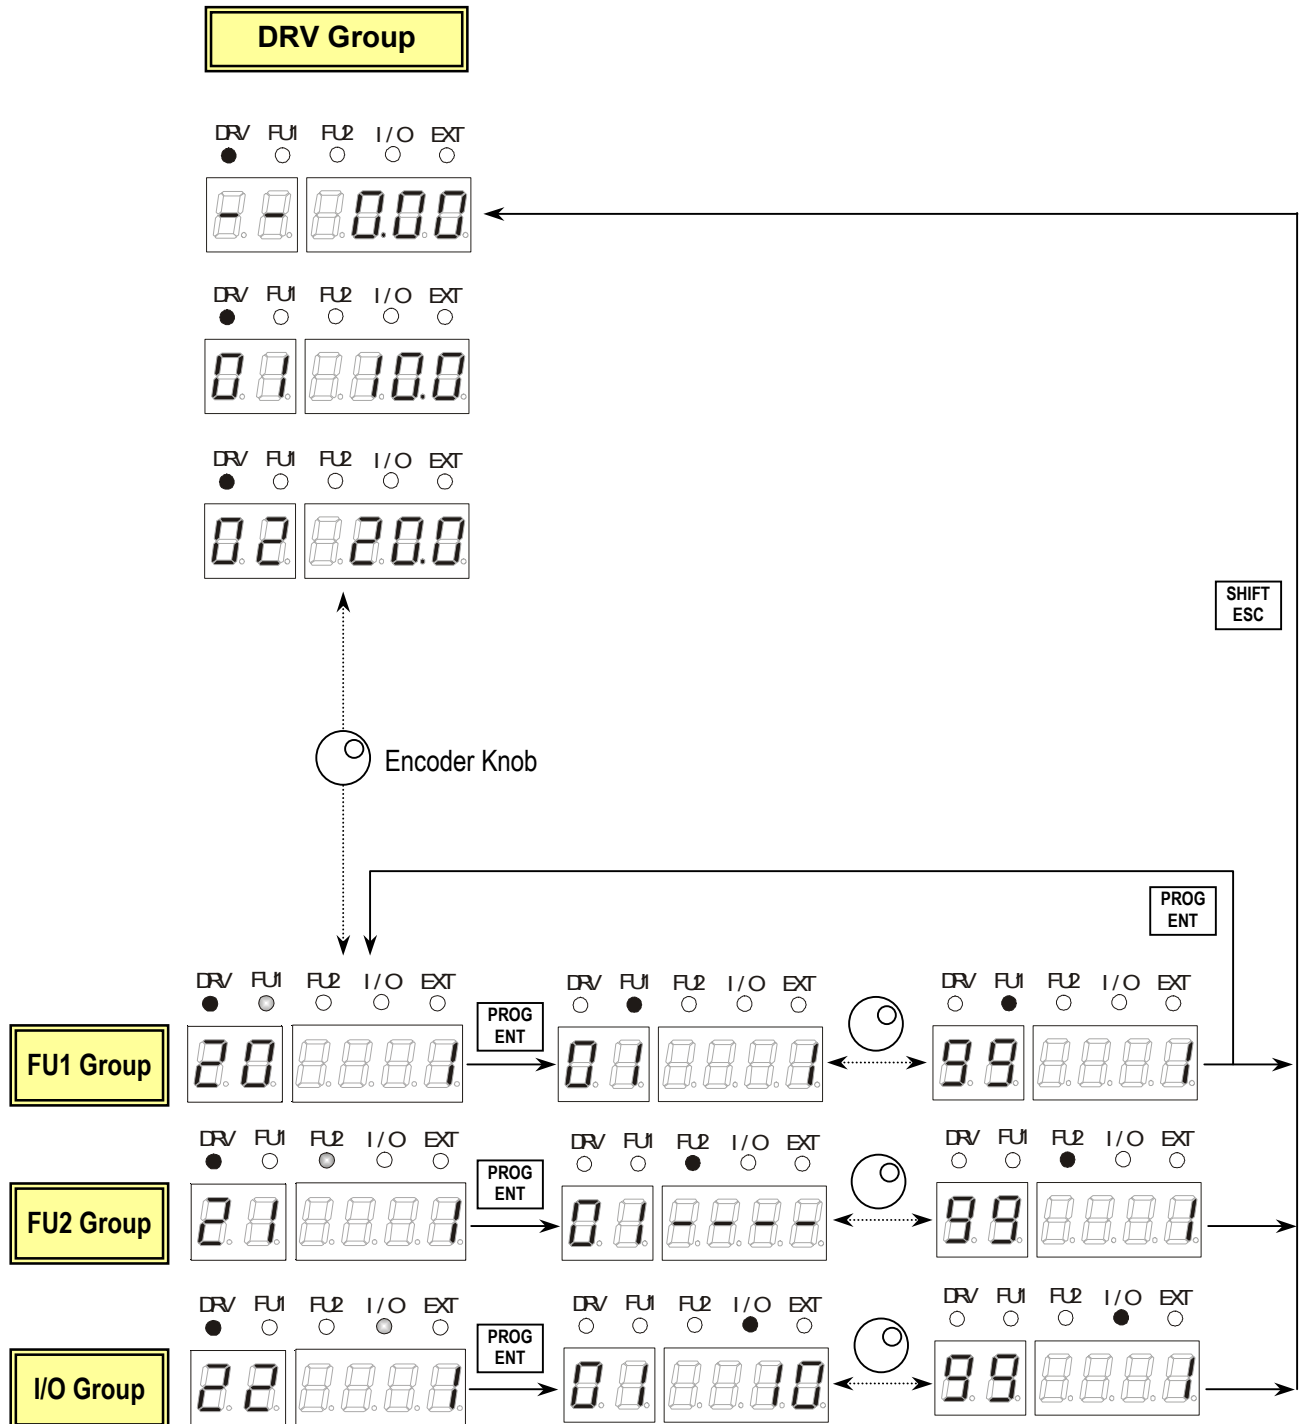 DRV Group
DRV FU1 FU2 I/O EXT
- - 0.00
DRV FU1 FU2 I/O EXT
01 10.0
DRV FU1 FU2 I/O EXT
02 20.0
SHIFT
ESC
Encoder Knob
PROG
ENT
DRV FU1 FU2 I/O EXT
DRV FU1 FU2 I/O EXT
DRV FU1 FU2 I/O EXT
FU1 Group
20 1
PROG
ENT
01 1
99 1
DRV FU1 FU2 I/O EXT
DRV FU1 FU2 I/O EXT
DRV FU1 FU2 I/O EXT
FU2 Group
21 1
PROG
ENT
01 - - - -
99 1
DRV FU1 FU2 I/O EXT
DRV FU1 FU2 I/O EXT
DRV FU1 FU2 I/O EXT
I/O Group
22 1
PROG
ENT
01 10
99 1